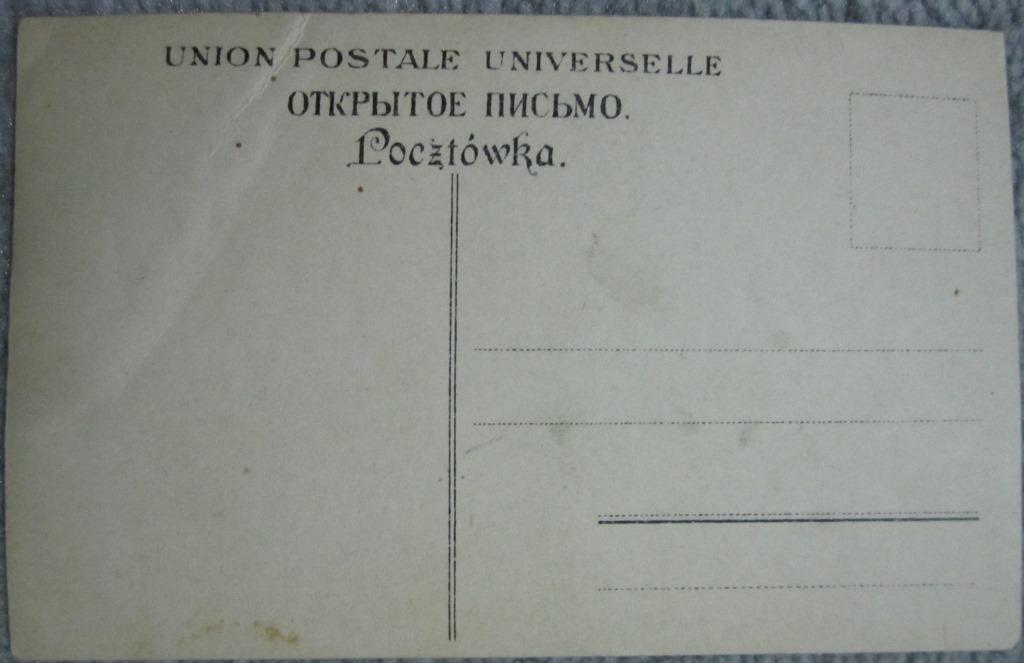 UNION POSTALE UNIVERSELLE
ОТКРЫТОЕ ПИСЬМО.
Pocztówka.